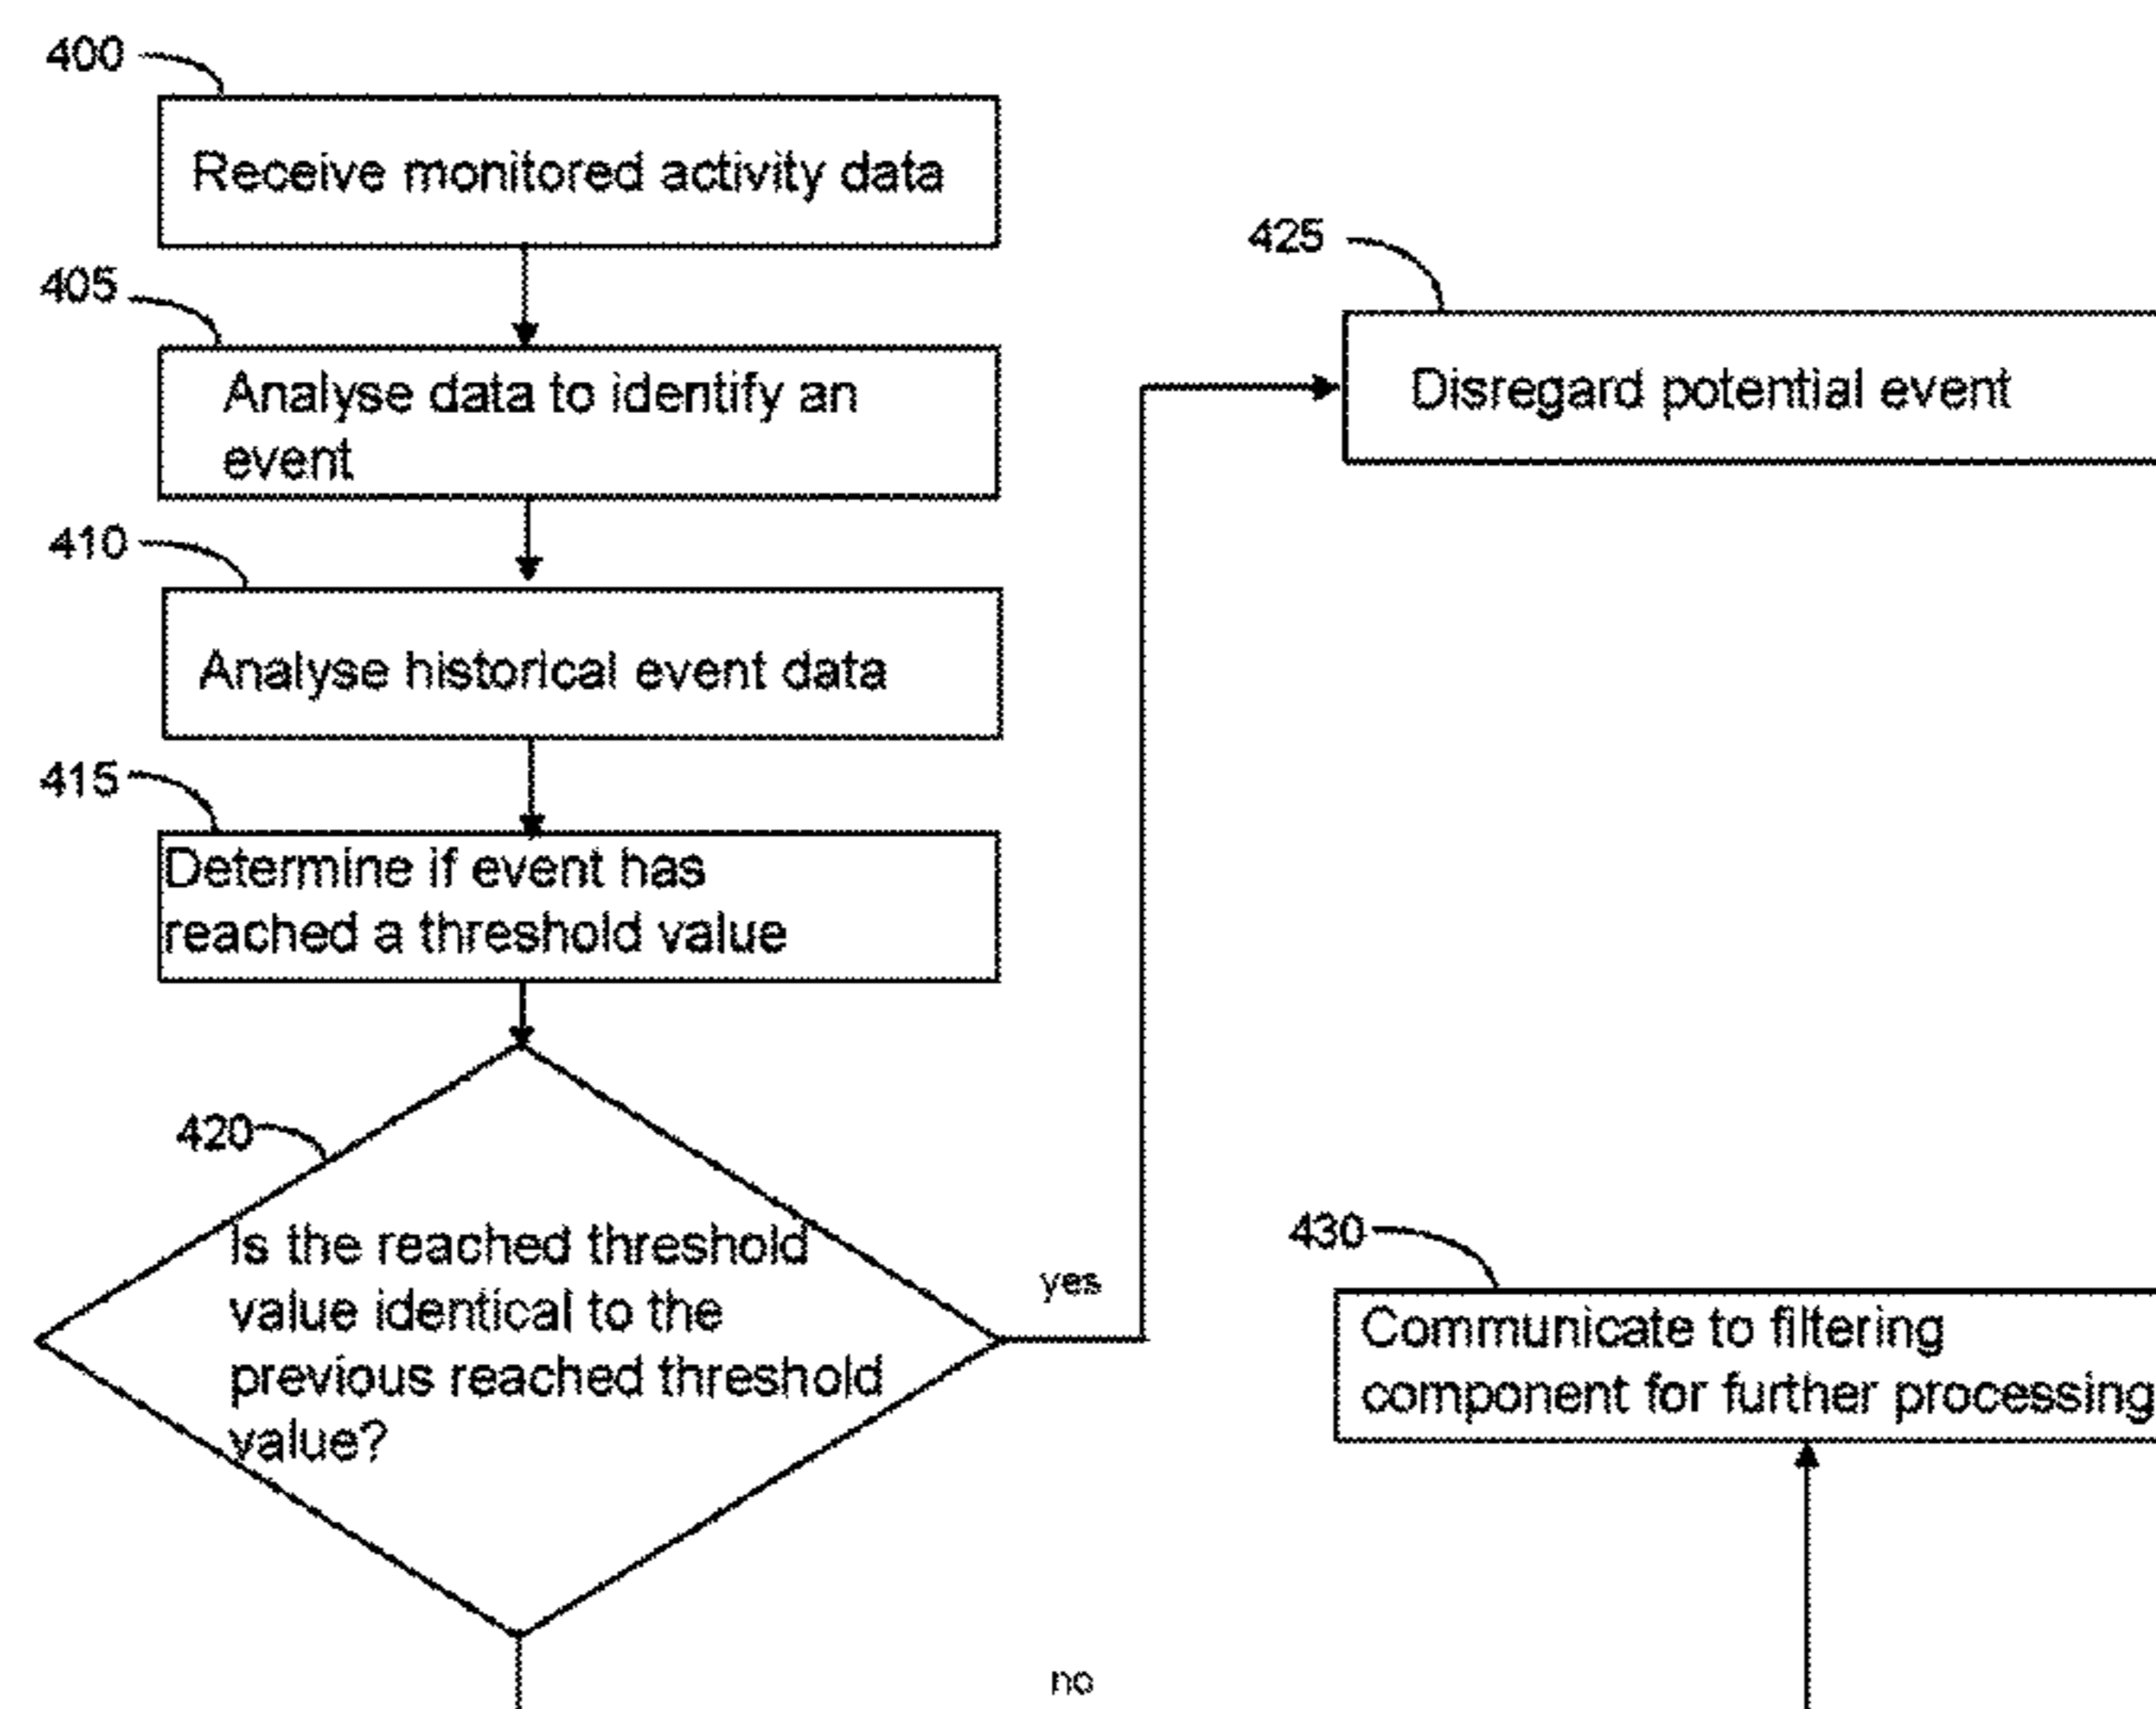 400
Receive monitored activity data
405
Analyse data to identify an
event
410
Analyse historical event data
415
Determine if event has
reached a threshold value
420
Is the reached threshold
value identical to the
previous reached threshold
value?
yes
no
425
Disregard potential event
430
Communicate to filtering
component for further processing